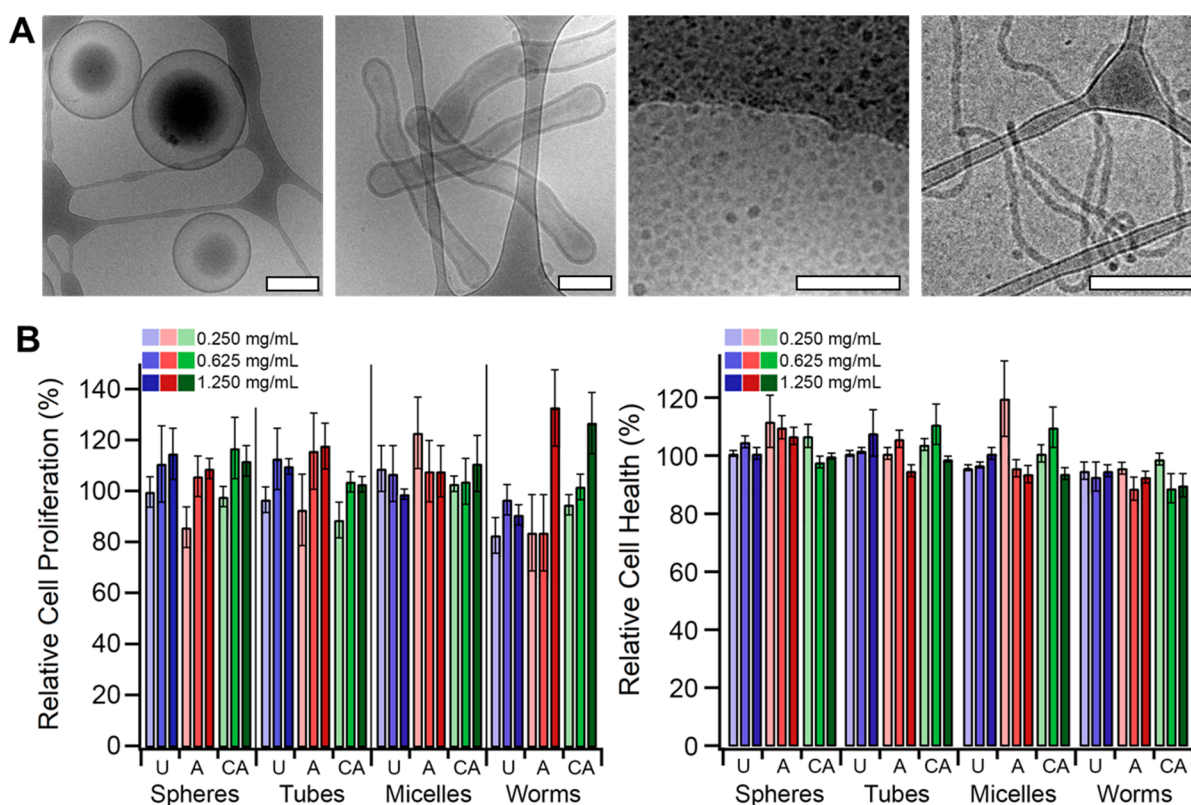 A
B
0.250 mg/mL
0.625 mg/mL
1.250 mg/mL
Relative Cell Proliferation (%)
140
120
100
80
60
40
20
0
U A CA U A CA U A CA U A CA
Spheres Tubes Micelles Worms
0.250 mg/mL
0.625 mg/mL
1.250 mg/mL
Relative Cell Health (%)
120
100
80
60
40
20
0
U A CA U A CA U A CA U A CA
Spheres Tubes Micelles Worms